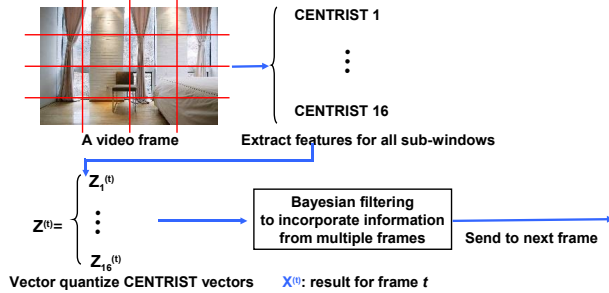 CENTRIST 1
CENTRIST 16
A video frame
Extract features for all sub-windows
Z1(t)
Z(t)=
Z16(t)
Bayesian filtering
to incorporate information
from multiple frames
Send to next frame
Vector quantize CENTRIST vectors
X(t): result for frame t